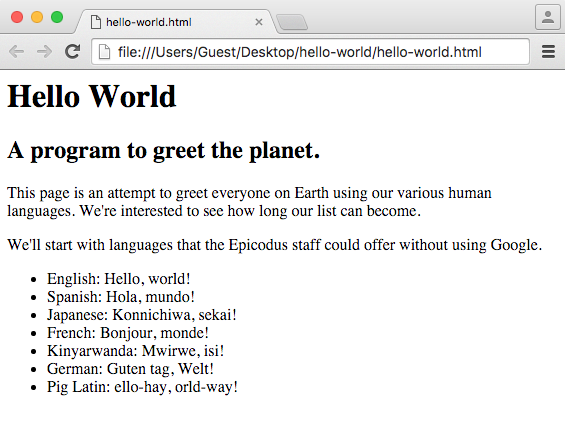 hello-world.html
file:///Users/Guest/Desktop/hello-world/hello-world.html
Hello World
A program to greet the planet.
This page is an attempt to greet everyone on Earth using our various human
languages. We're interested to see how long our list can become.
We'll start with languages that the Epicodus staff could offer without using Google.
• English: Hello, world!
• Spanish: Hola, mundo!
• Japanese: Konnichiwa, sekai!
• French: Bonjour, monde!
• Kinyarwanda: Mwirwe, isi!
• German: Guten tag, Welt!
• Pig Latin: ello-hay, orld-way!